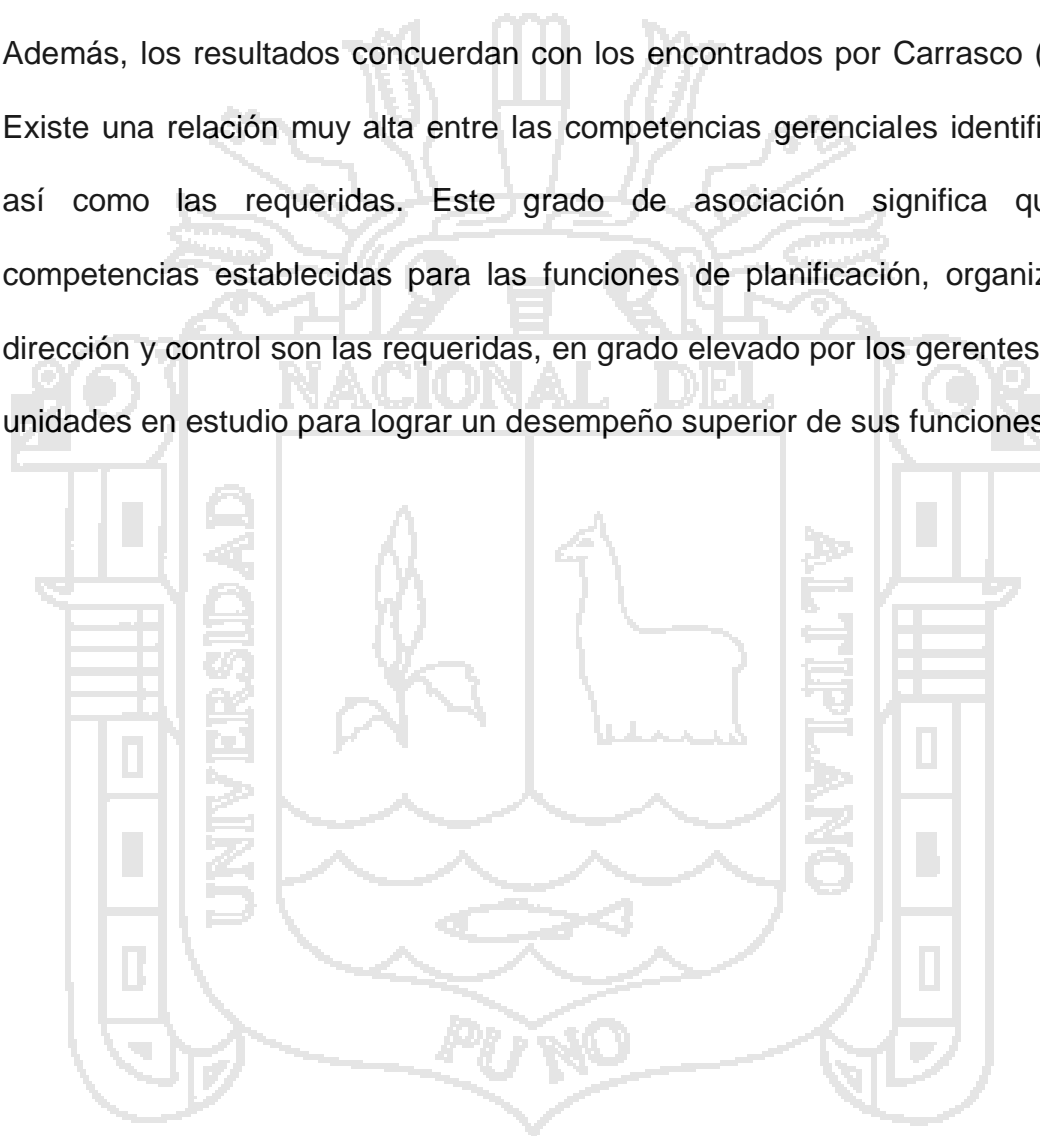 Además, los resultados concuerdan con los encontrados por Carrasco (
Existe una relación muy alta entre las competencias gerenciales identifi
así como las requeridas. Este grado de asociación significa qu
competencias establecidas para las funciones de planificación, organiz
dirección y control son las requeridas, en grado elevado por los gerentes
unidades en estudio para lograr un desempeño superior de sus funciones
NACIONAL DEL
UNIVERSIDAD
ALTIPLANO
PUNO